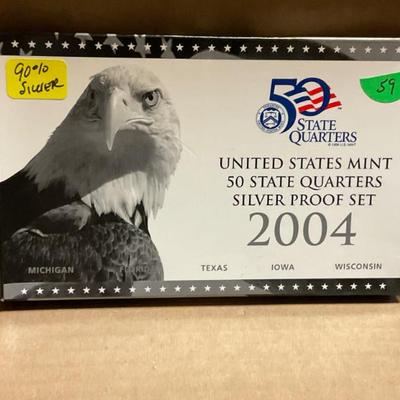 90% SILVER
59
50
STATE
QUARTERS
UNITED STATES MINT
50 STATE QUARTERS
SILVER PROOF SET
2004
MICHIGAN FLORIDA TEXAS IOWA WISCONSIN